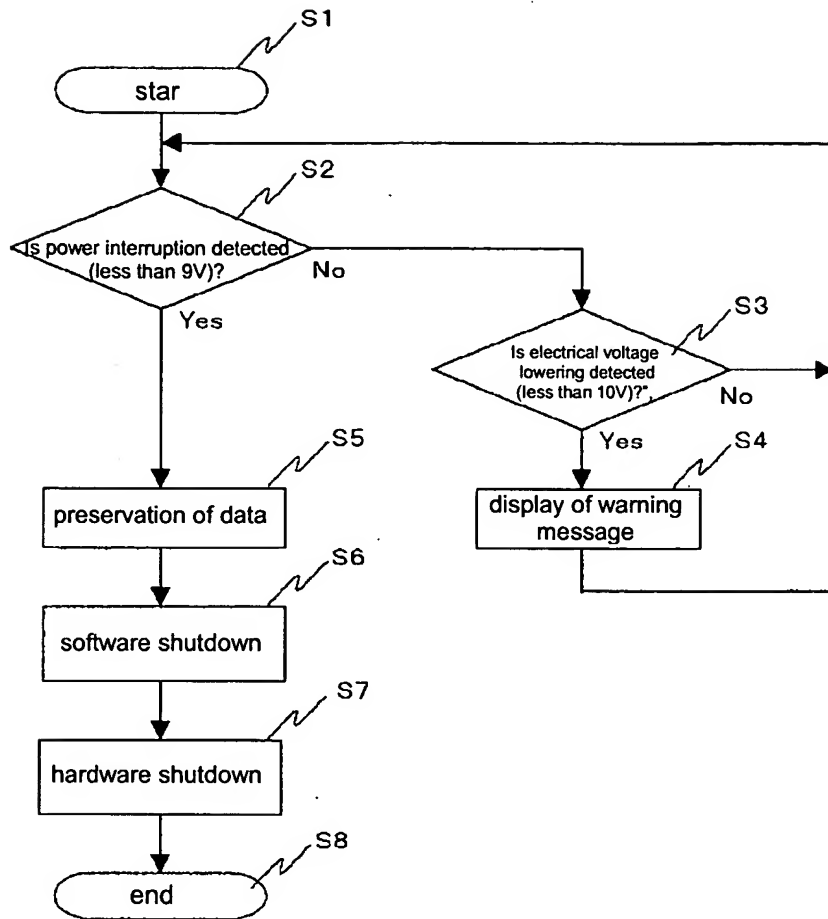 S1
star
S2
Is power interruption detected
(less than 9V)?
No
Yes
S3
Is electrical voltage
lowering detected
(less than 10V)?",
No
Yes
S4
display of warning
message
S5
preservation of data
S6
software shutdown
S7
hardware shutdown
S8
end